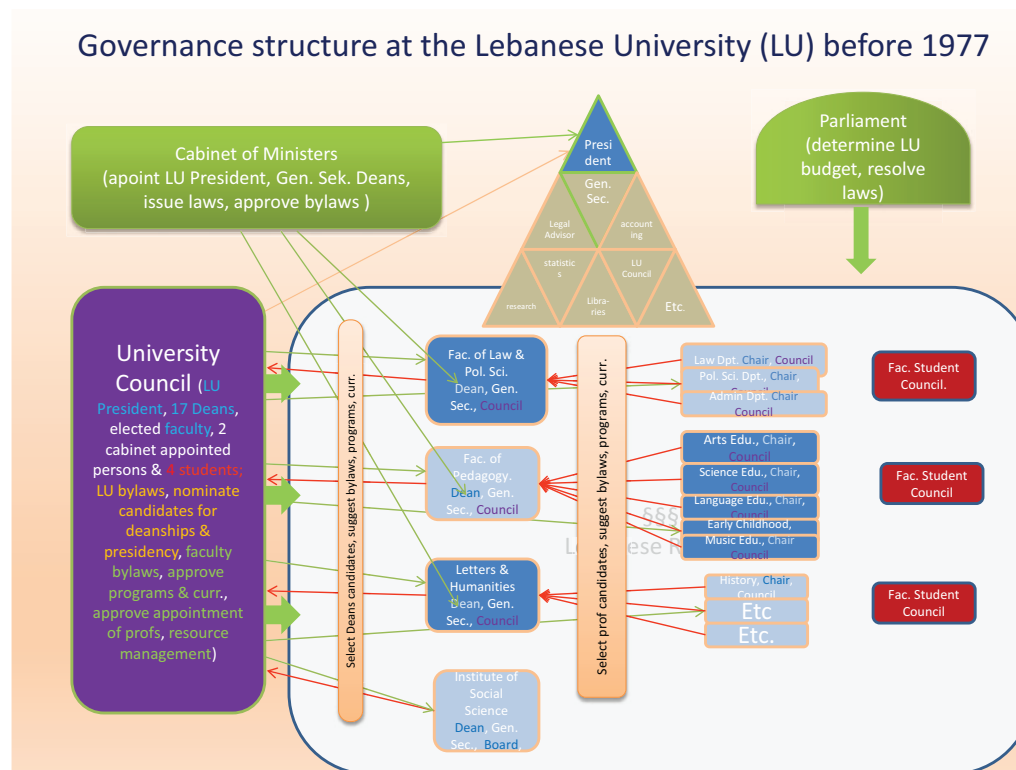 Governance structure at the Lebanese University (LU) before 1977
Cabinet of Ministers
(apoint LU President, Gen. Sek. Deans,
issue laws, approve bylaws )
Presi
dent
Gen.
Sec.
Legal
Advisor
account
ing
statistic
s
LU
Council
research
Libra-
ries
Etc.
Parliament
(determine LU
budget, resolve
laws)
University
Council (LU
President, 17 Deans,
elected faculty, 2
cabinet appointed
persons & 4 students;
LU bylaws, nominate
candidates for
deanships &
presidency, faculty
bylaws, approve
programs & curr.,
approve appointment
of profs, resource
management)
Select Deans candidates, suggest bylaws, programs, curr.
Fac. of Law &
Pol. Sci.
Dean, Gen.
Sec., Council
Fac. of
Pedagogy.
Dean, Gen.
Sec., Council
Letters &
Humanities
Dean, Gen.
Sec., Council
Institute of
Social
Science
Dean, Gen.
Sec., Board,
Select prof candidates, suggest bylaws, programs, curr.
Law Dpt. Chair, Council
Pol. Sci. Dpt., Chair,
Council
Admin Dpt. Chair
Council
Arts Edu., Chair,
Council
Science Edu., Chair,
Council
Language Edu., Chair,
Council
Early Childhood,
Music Edu., Chair
Council
History, Chair,
Council
Etc
Etc.
Fac. Student
Council.
Fac. Student
Council
Fac. Student
Council
§§§